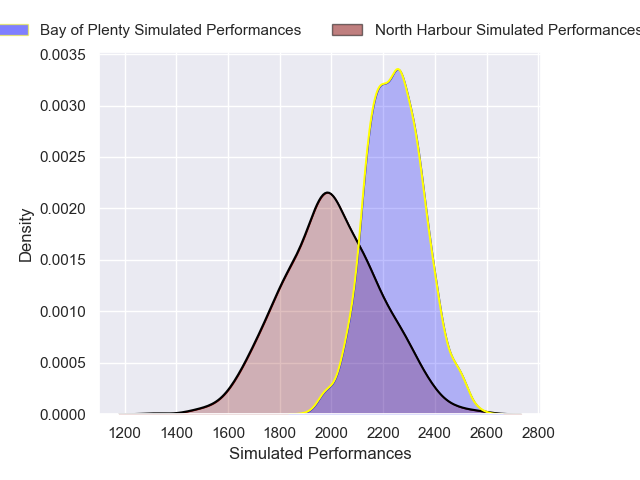 Bay of Plenty Simulated Performances North Harbour Simulated Performances
0.0035
0.0030
0.0025
0.0020
0.0015
0.0010
0.0005
0.0000
Density
1200 1400 1600 1800 2000 2200 2400 2600 2800
Simulated Performances